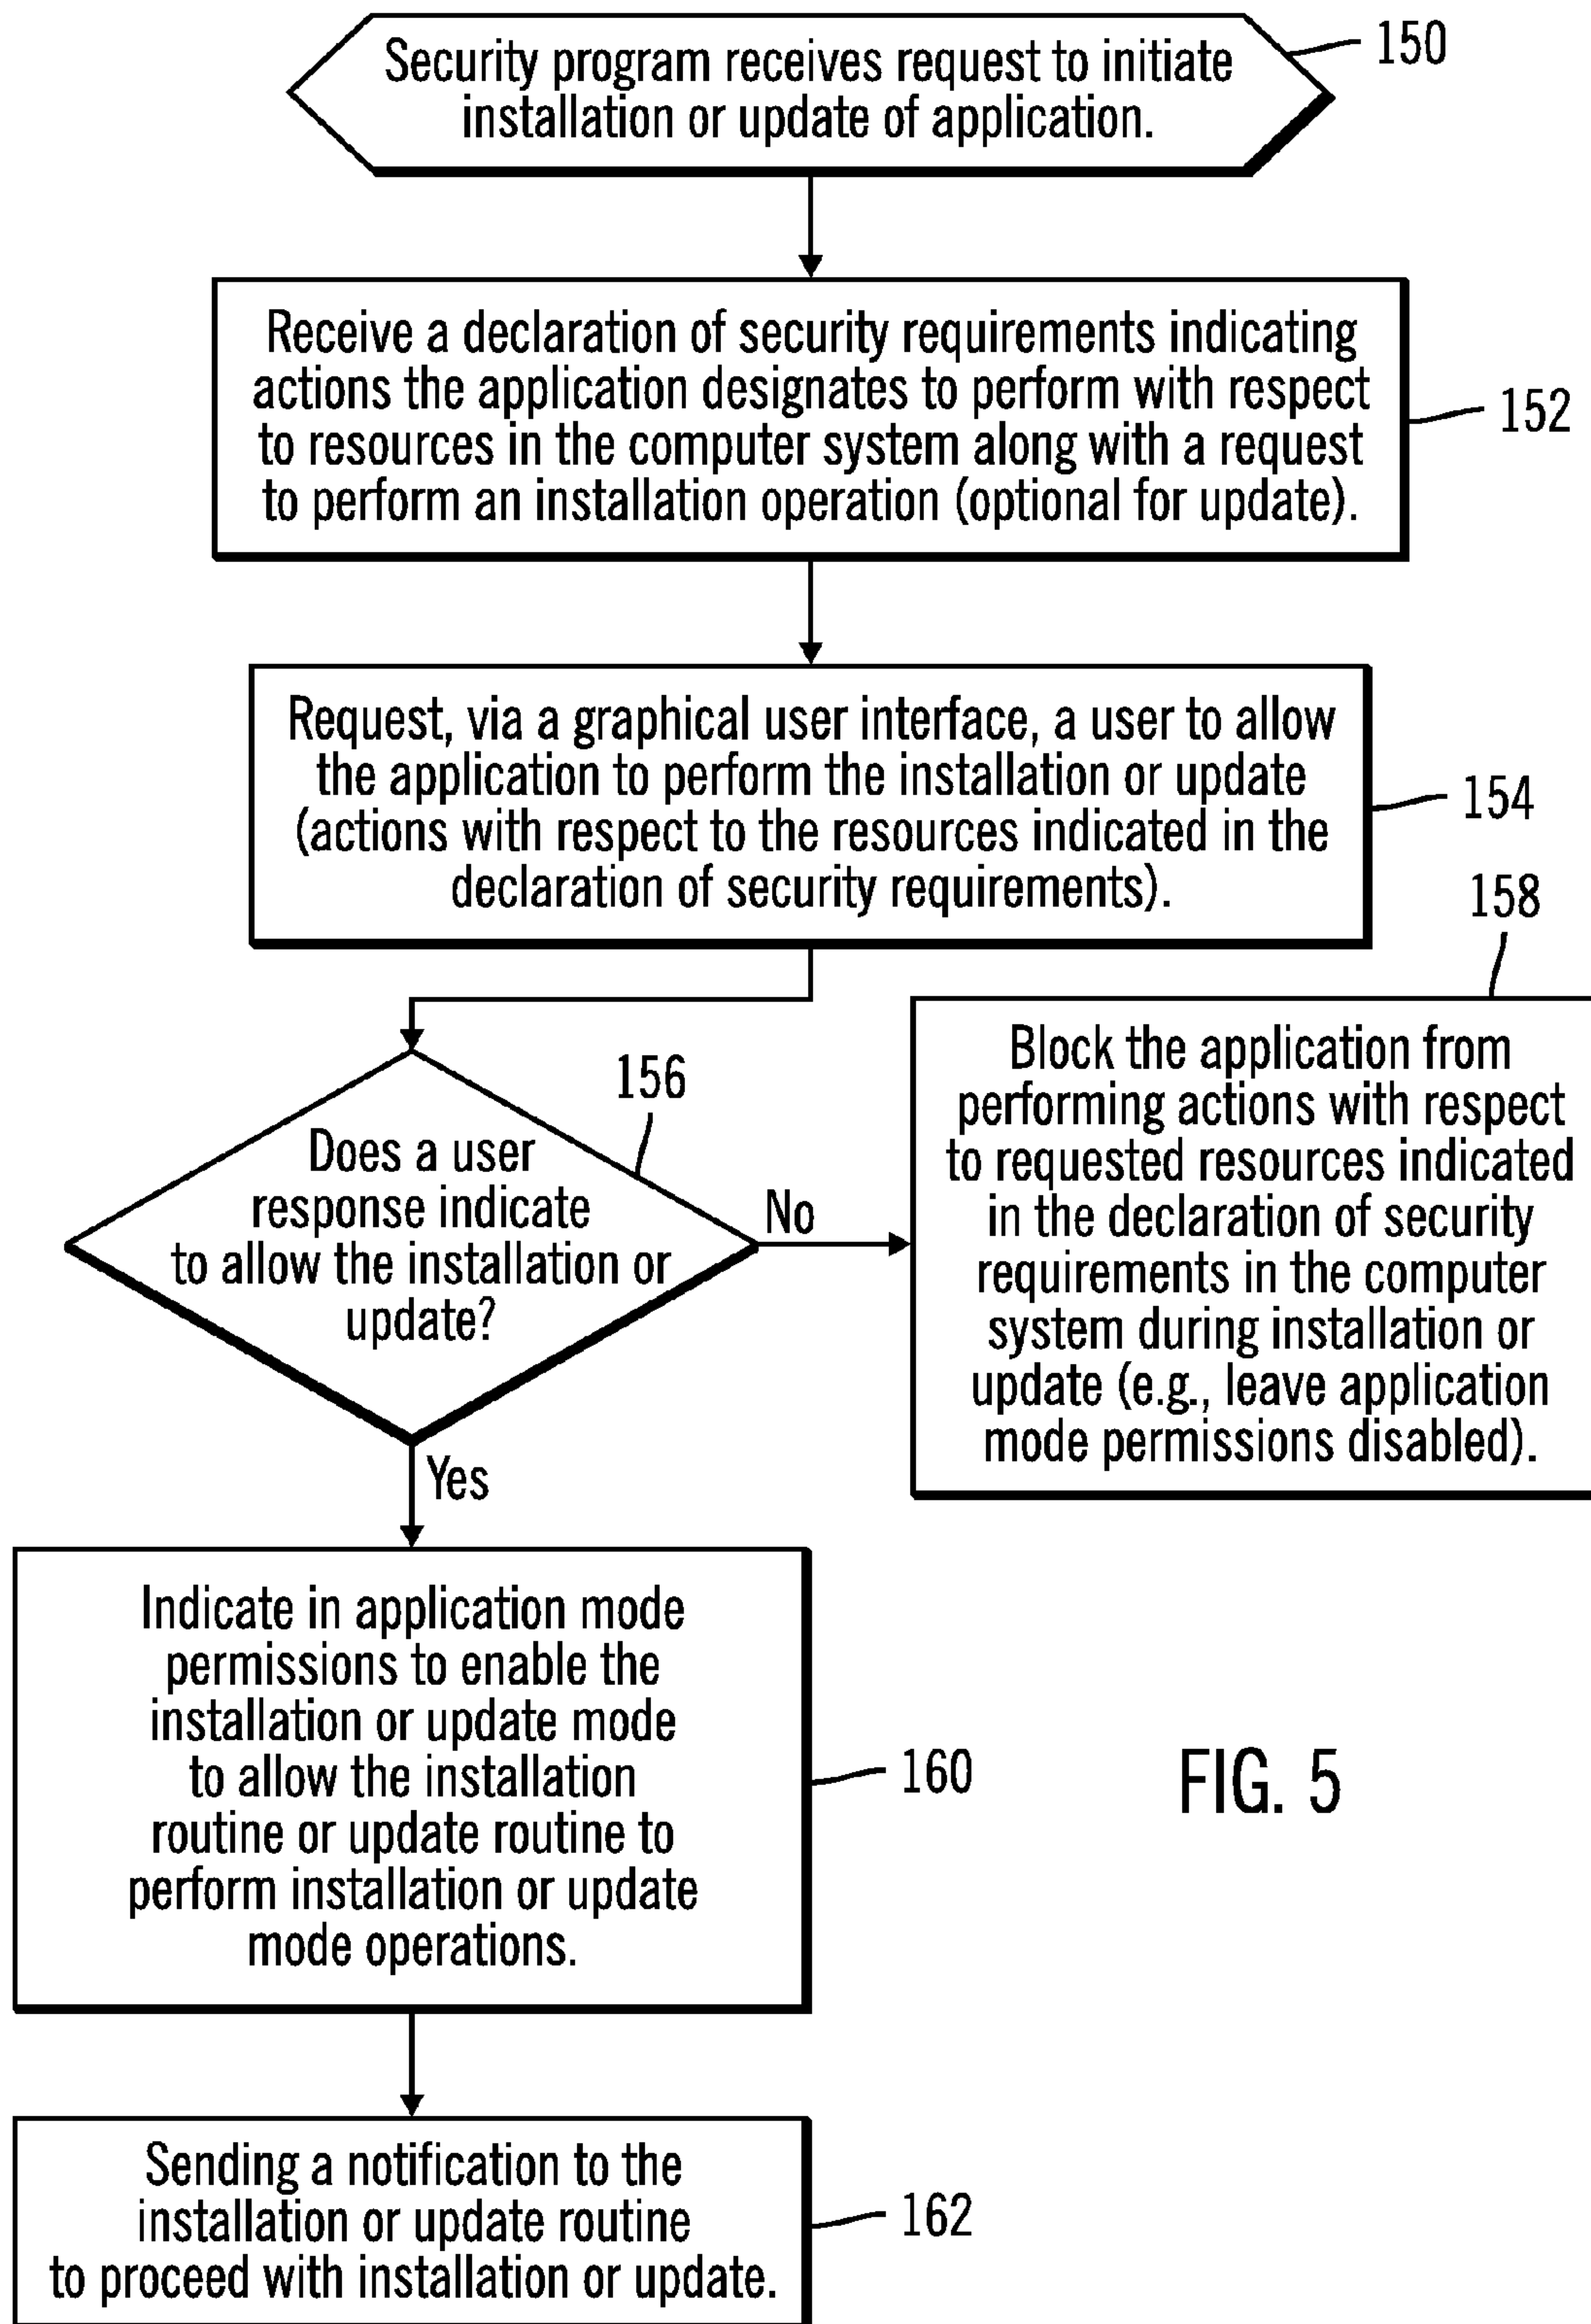 Security program receives request to initiate
installation or update of application.
150
Receive a declaration of security requirements indicating
actions the application designates to perform with respect
to resources in the computer system along with a request
to perform an installation operation (optional for update).
152
Request, via a graphical user interface, a user to allow
the application to perform the installation or update
(actions with respect to the resources indicated in the
declaration of security requirements).
154
156
Does a user
response indicate
to allow the installation or
update?
No
Yes
158
Block the application from
performing actions with respect
to requested resources indicated
in the declaration of security
requirements in the computer
system during installation or
update (e.g., leave application
mode permissions disabled).
Indicate in application mode
permissions to enable the
installation or update mode
to allow the installation
routine or update routine to
perform installation or update
mode operations.
160
FIG. 5
Sending a notification to the
installation or update routine
to proceed with installation or update.
162